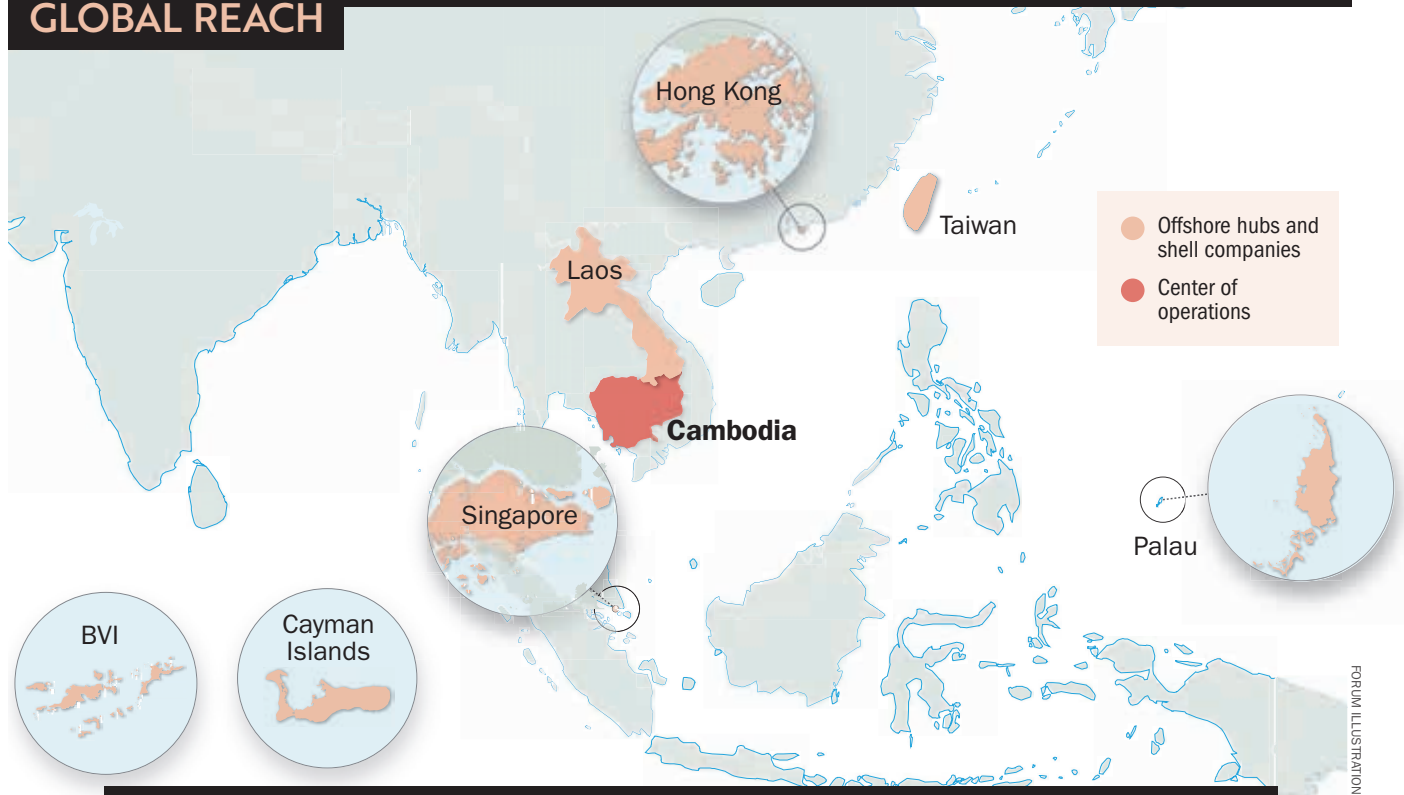 GLOBAL REACH
Hong Kong
Taiwan
Offshore hubs and
shell companies
Center of
operations
Laos
Cambodia
Singapore
Palau
BVI
Cayman
Islands
FORUM ILLUSTRATION